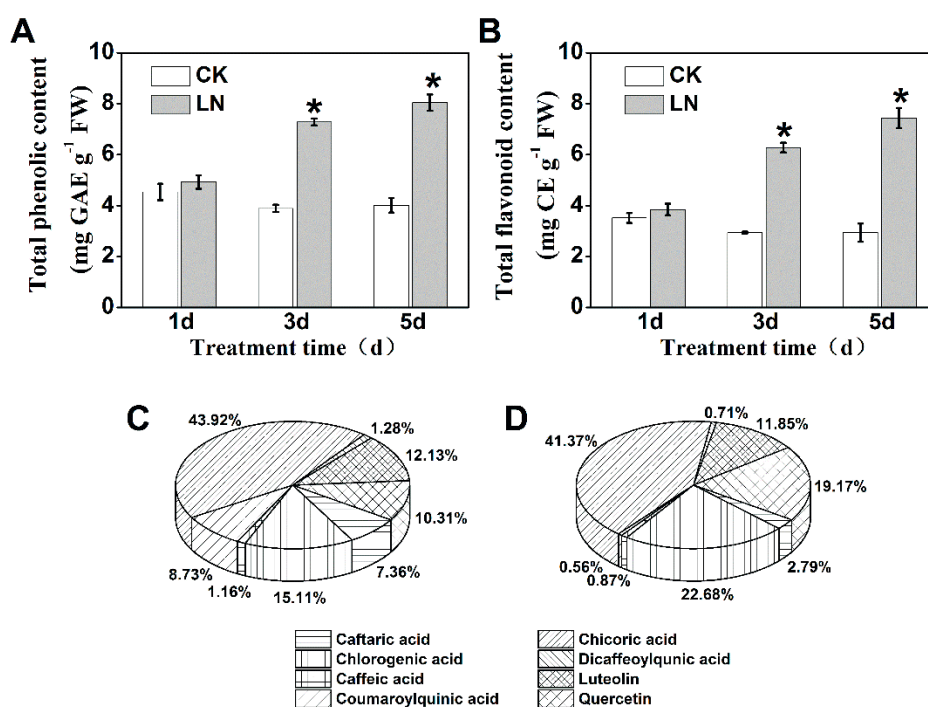 A
Total phenolic content
(mg GAE g-1 FW)
10
8
6
4
2
0
CK
LN
*
*
1d
3d
5d
Treatment time（d）
B
Total flavonoid content
(mg CE g-1 FW)
10
8
6
4
2
0
CK
LN
*
*
1d
3d
5d
Treatment time（d）
C
43.92%
1.28%
12.13%
10.31%
7.36%
15.11%
1.16%
8.73%
D
41.37%
0.71%
11.85%
19.17%
2.79%
22.68%
0.87%
0.56%
Caftaric acid
Chlorogenic acid
Caffeic acid
Coumaroylquinic acid
Chicoric acid
Dicaffeoylqunic acid
Luteolin
Quercetin